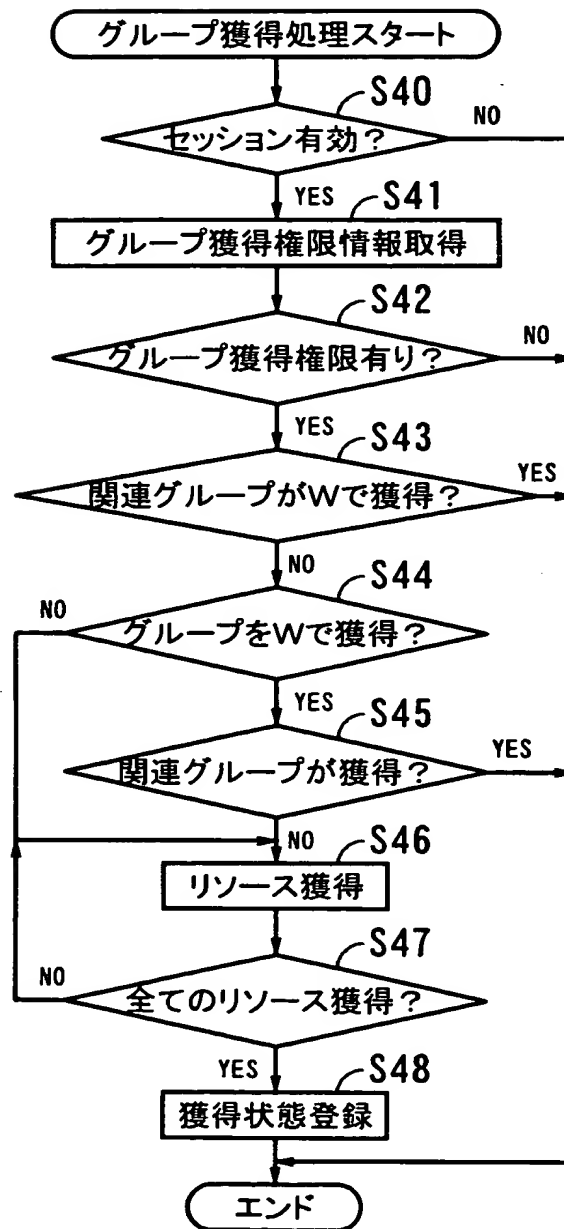 グループ獲得処理スタート
S40
NO
セッション有効?
YES
S41
グループ獲得権限情報取得
S42
NO
グループ獲得権限有り?
YES
S43
YES
関連グループがWで獲得?
NO
S44
NO
グループをWで獲得?
YES
S45
YES
関連グループが獲得?
NO
S46
リソース獲得
S47
NO
全てのリソース獲得?
YES
S48
獲得状態登録
エンド